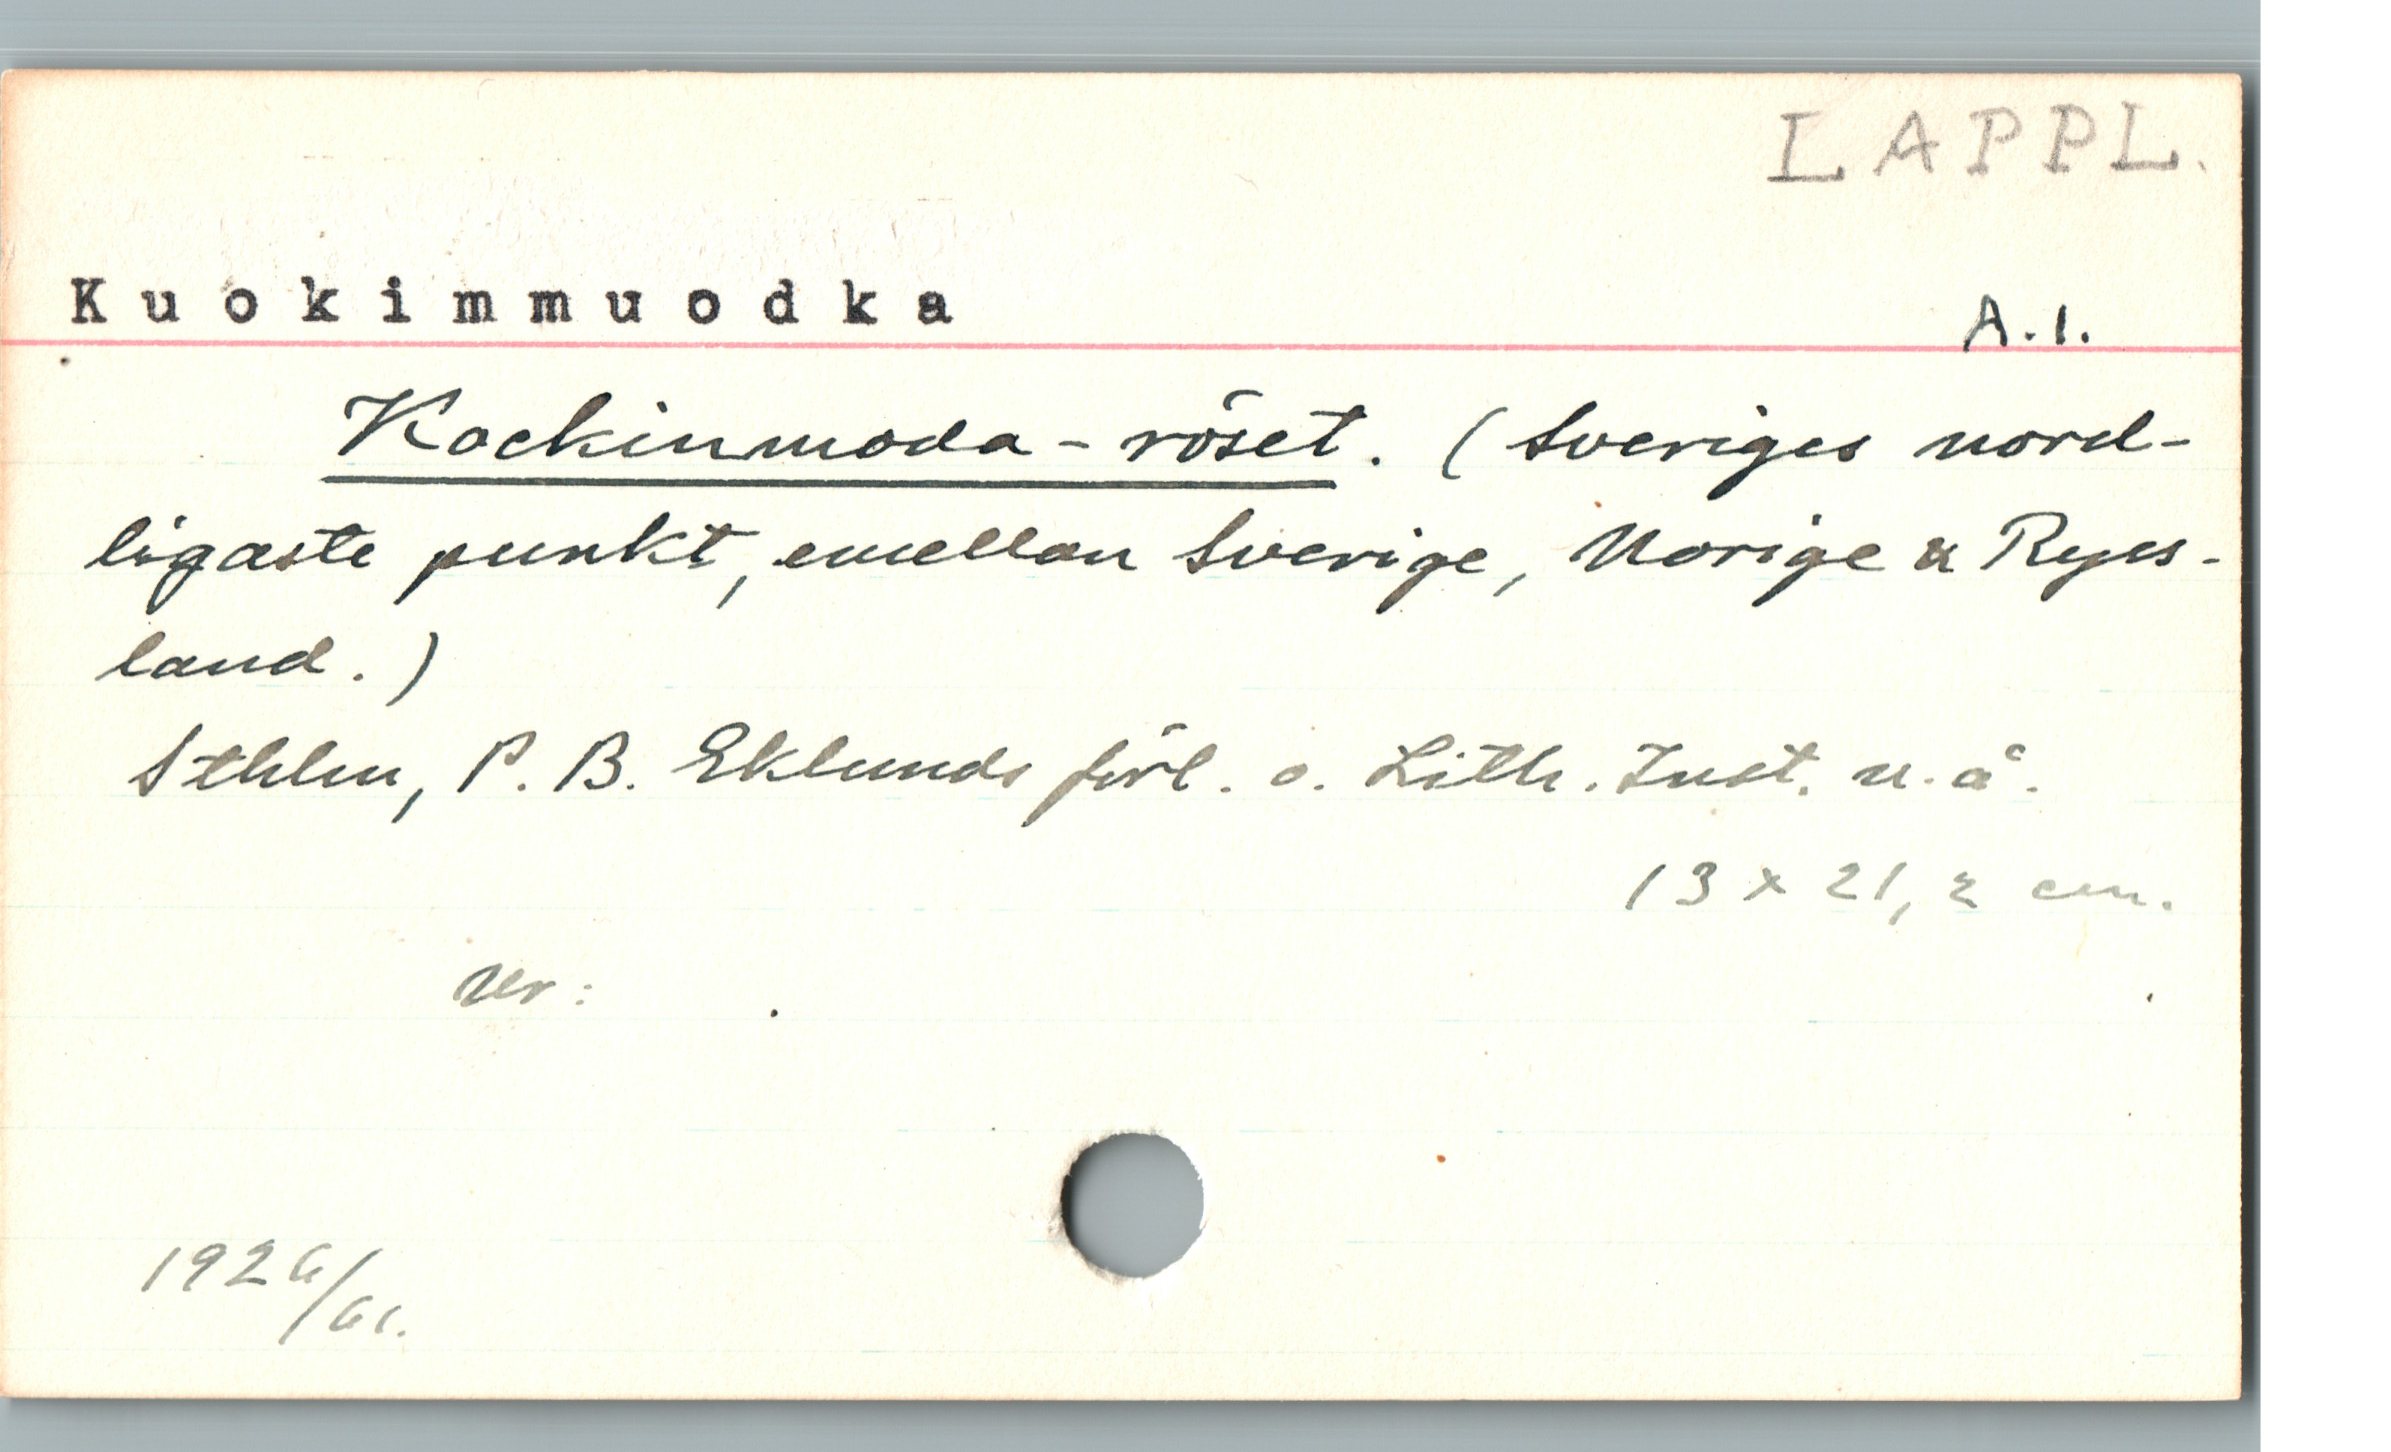 LAPPL.
Kuokimmuodka
A.1.
Kockinmoda-röset. (Sveriges nord-
ligaste punkt, emellan Sverige, Norige & Ryss-
land.)
Sthlm, P. B. Eklunds förl. o. Lith. Inst. u. å.
13 x 21,2 cm.
Nr:
1926/61.